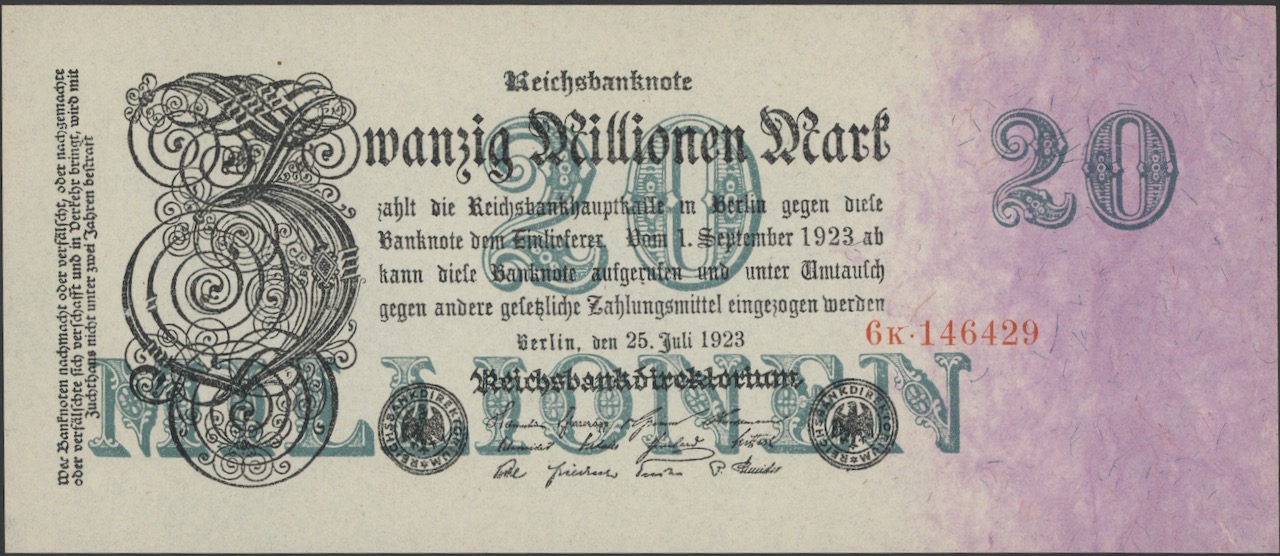 Wer Banknoten nachmacht oder verfälscht, oder nachgemachte
oder verfälschte sich verschafft und in Verkehr bringt, wird mit
Zuchthaus nicht unter zwei Jahren bestraft
Reichsbanknote
Zwanzig Millionen Mark
20
20
zahlt die Reichsbankhauptkasse in Berlin gegen diese
Banknote dem Einlieferer. Vom 1. September 1923 ab
kann diese Banknote aufgerufen und unter Umtausch
gegen andere gesetzliche Zahlungsmittel eingezogen werden
Berlin, den 25. Juli 1923
6K·146429
MILLIONEN
Reichsbankdirektorium
REICHSBANKDIREKTORIUM
REICHSBANKDIREKTORIUM